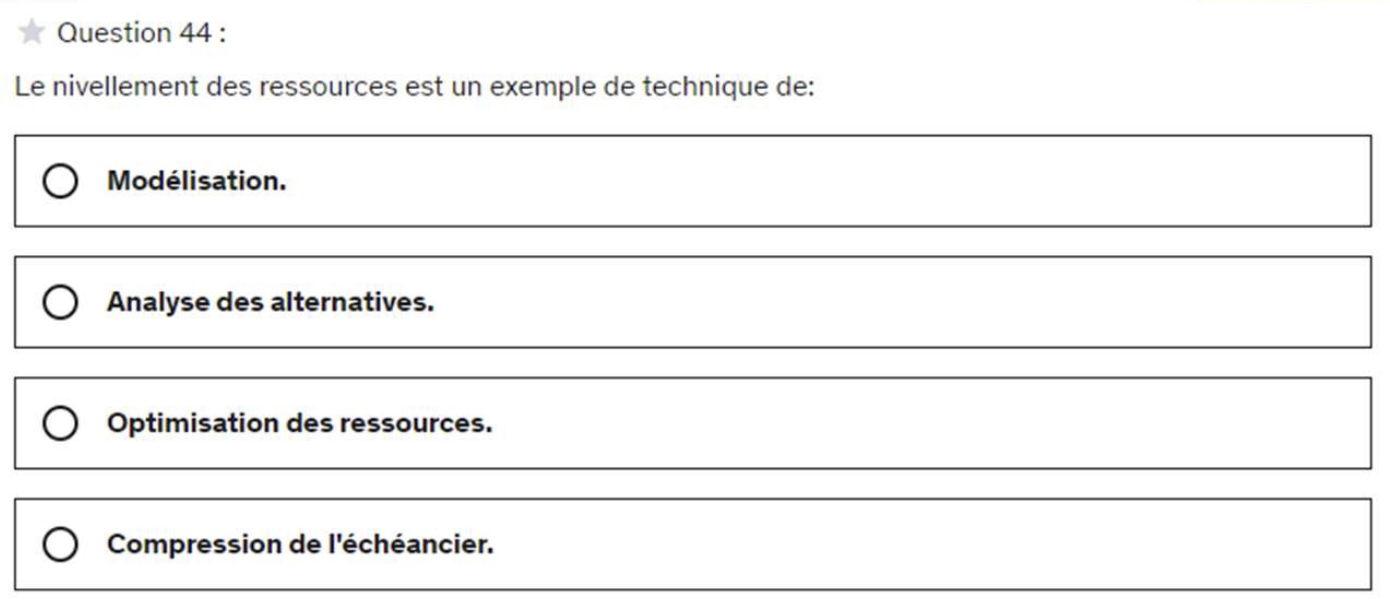 Question 44 :
Le nivellement des ressources est un exemple de technique de:
Modélisation.
Analyse des alternatives.
Optimisation des ressources.
Compression de l'échéancier.